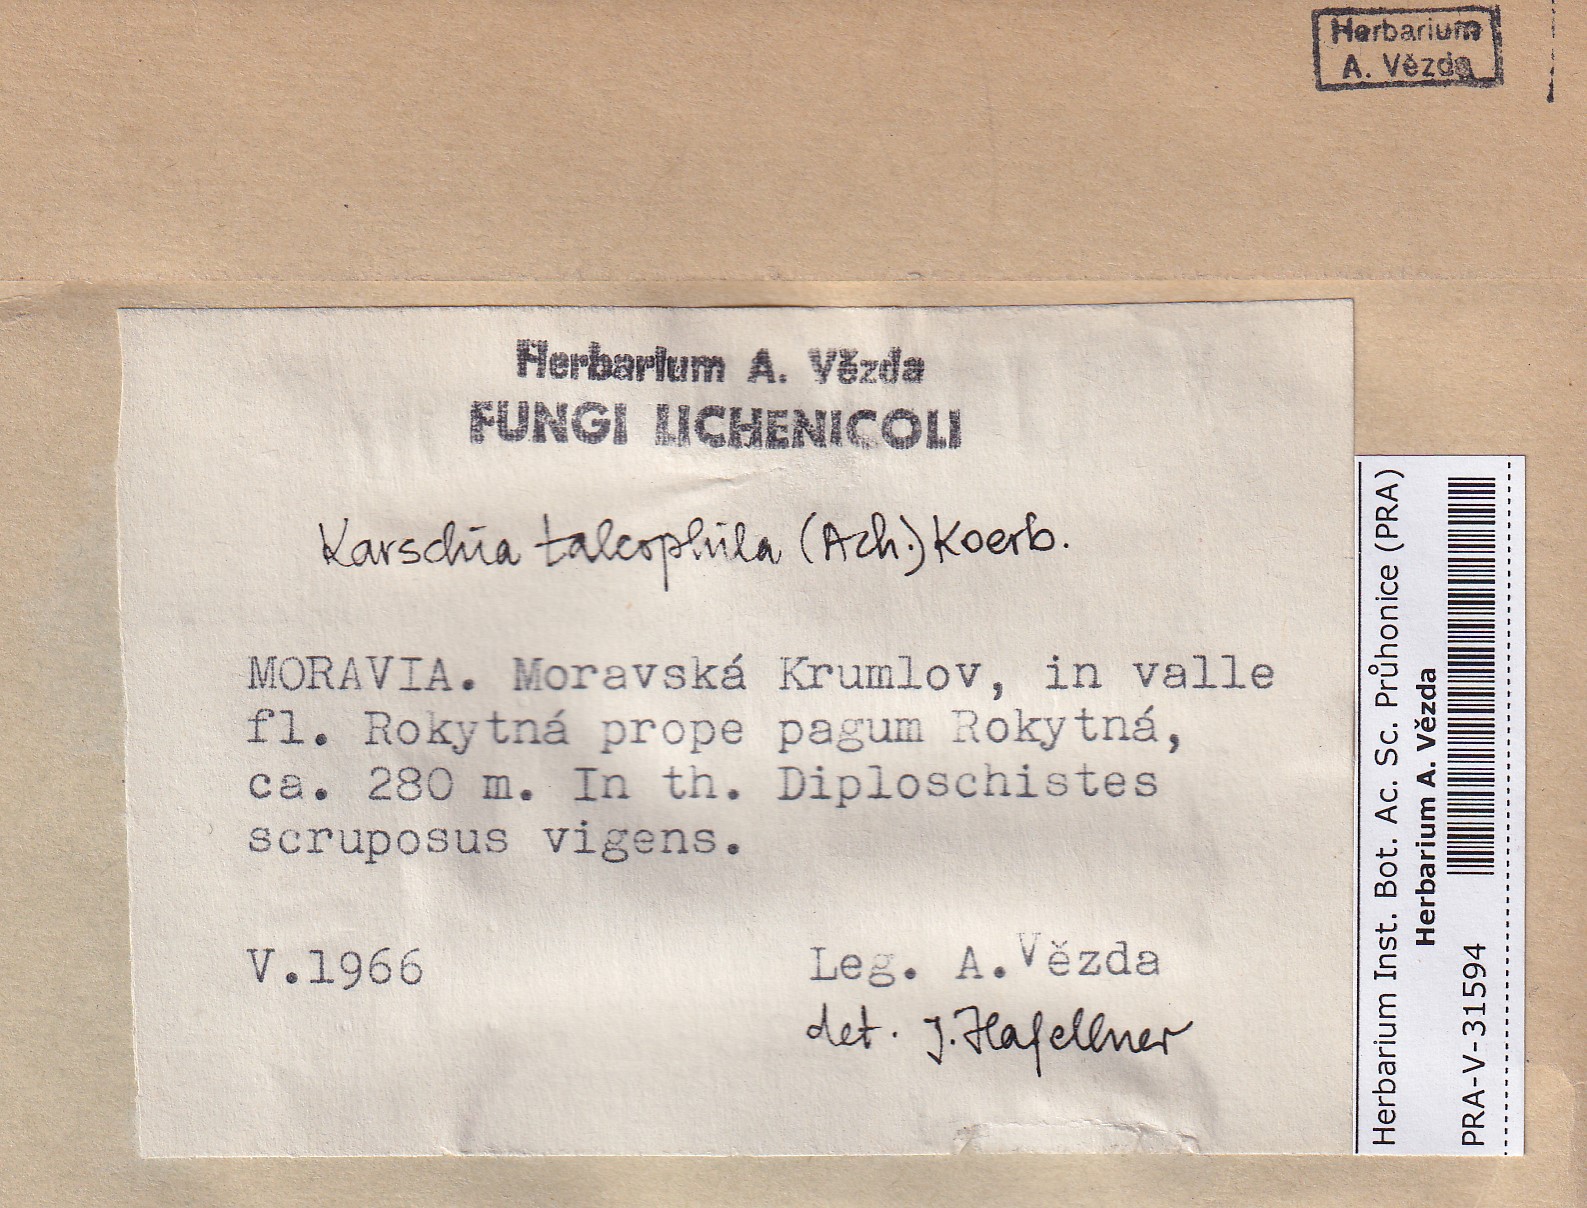 Herbarium
A. Vězda
Herbarium A. Vězda
FUNGI LICHENICOLI
Karschia talcophila (Ach.) Koerb.
MORAVIA. Moravská Krumlov, in valle
fl. Rokytná prope pagum Rokytná,
ca. 280 m. In th. Diploschistes
scruposus vigens.
V.1966
Leg. A. Vězda
det. J. Hafellner
Herbarium Inst. Bot. Ac. Sc. Průhonice (PRA)
Herbarium A. Vězda
PRA-V-31594